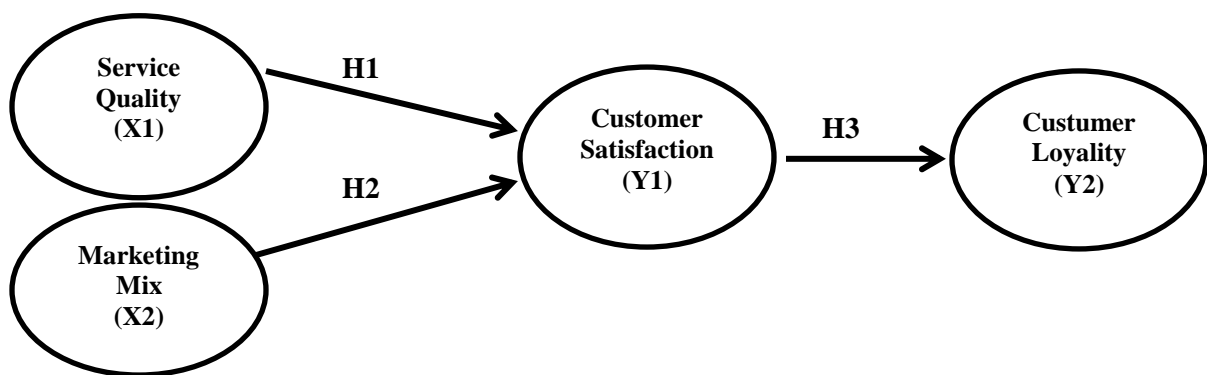 Service
Quality
(X1)
H1
Customer
Satisfaction
(Y1)
H3
Custumer
Loyality
(Y2)
H2
Marketing
Mix
(X2)